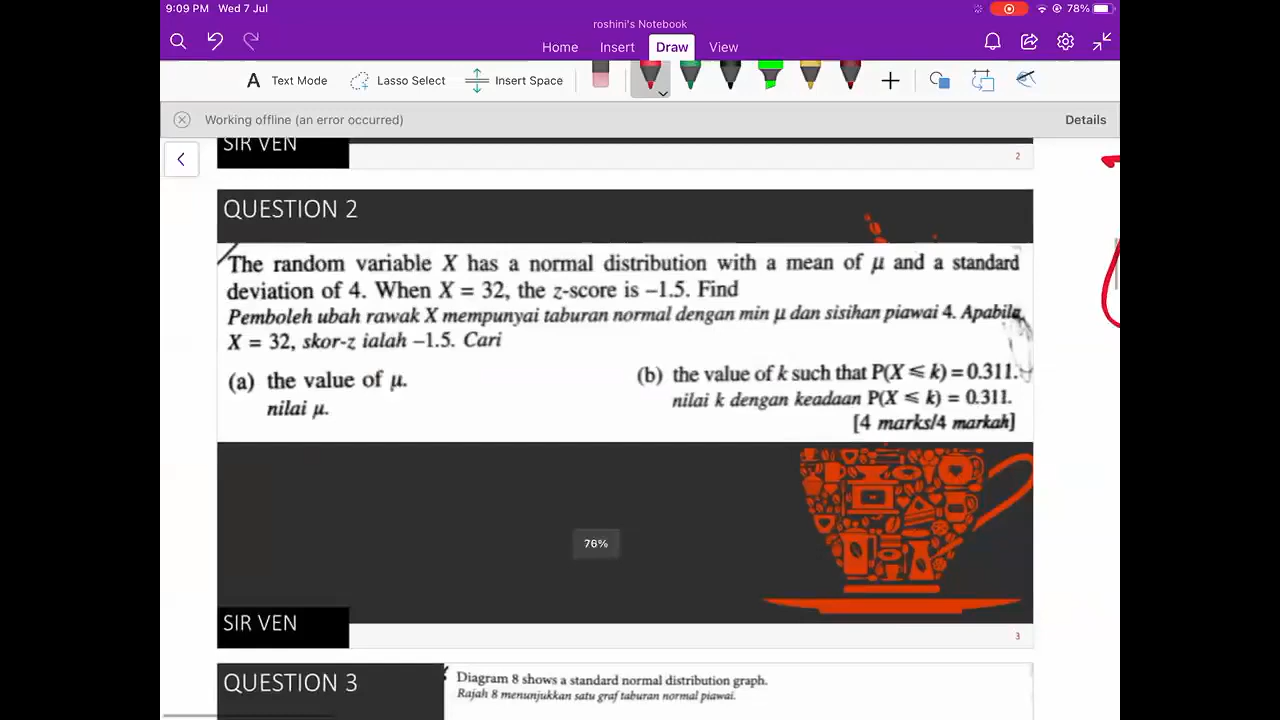 9:09 PM Wed 7 Jul
78%
roshini's Notebook
Home Insert Draw View
Text Mode Lasso Select Insert Space
Working offline (an error occurred) Details
SIR VEN
2
QUESTION 2
The random variable X has a normal distribution with a mean of μ and a standard
deviation of 4. When X = 32, the z-score is −1.5. Find
Pemboleh ubah rawak X mempunyai taburan normal dengan min μ dan sisihan piawai 4. Apabila
X = 32, skor-z ialah −1.5. Cari
(a) the value of μ.
nilai μ.
(b) the value of k such that P(X ⩽ k) = 0.311.
nilai k dengan keadaan P(X ⩽ k) = 0.311.
[4 marks/4 markah]
76%
SIR VEN
3
QUESTION 3
Diagram 8 shows a standard normal distribution graph.
Rajah 8 menunjukkan satu graf taburan normal piawai.